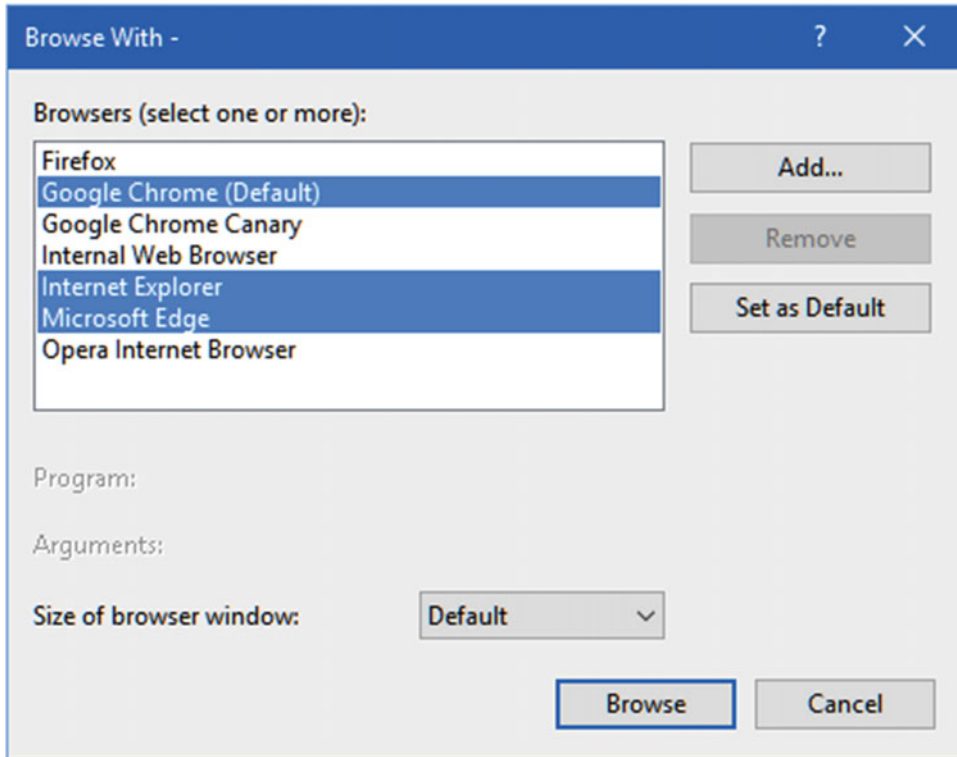 Browse With -
?
Browsers (select one or more):
Firefox
Google Chrome (Default)
Google Chrome Canary
Internal Web Browser
Internet Explorer
Microsoft Edge
Opera Internet Browser
Add...
Remove
Set as Default
Program:
Arguments:
Size of browser window:
Default
Browse
Cancel